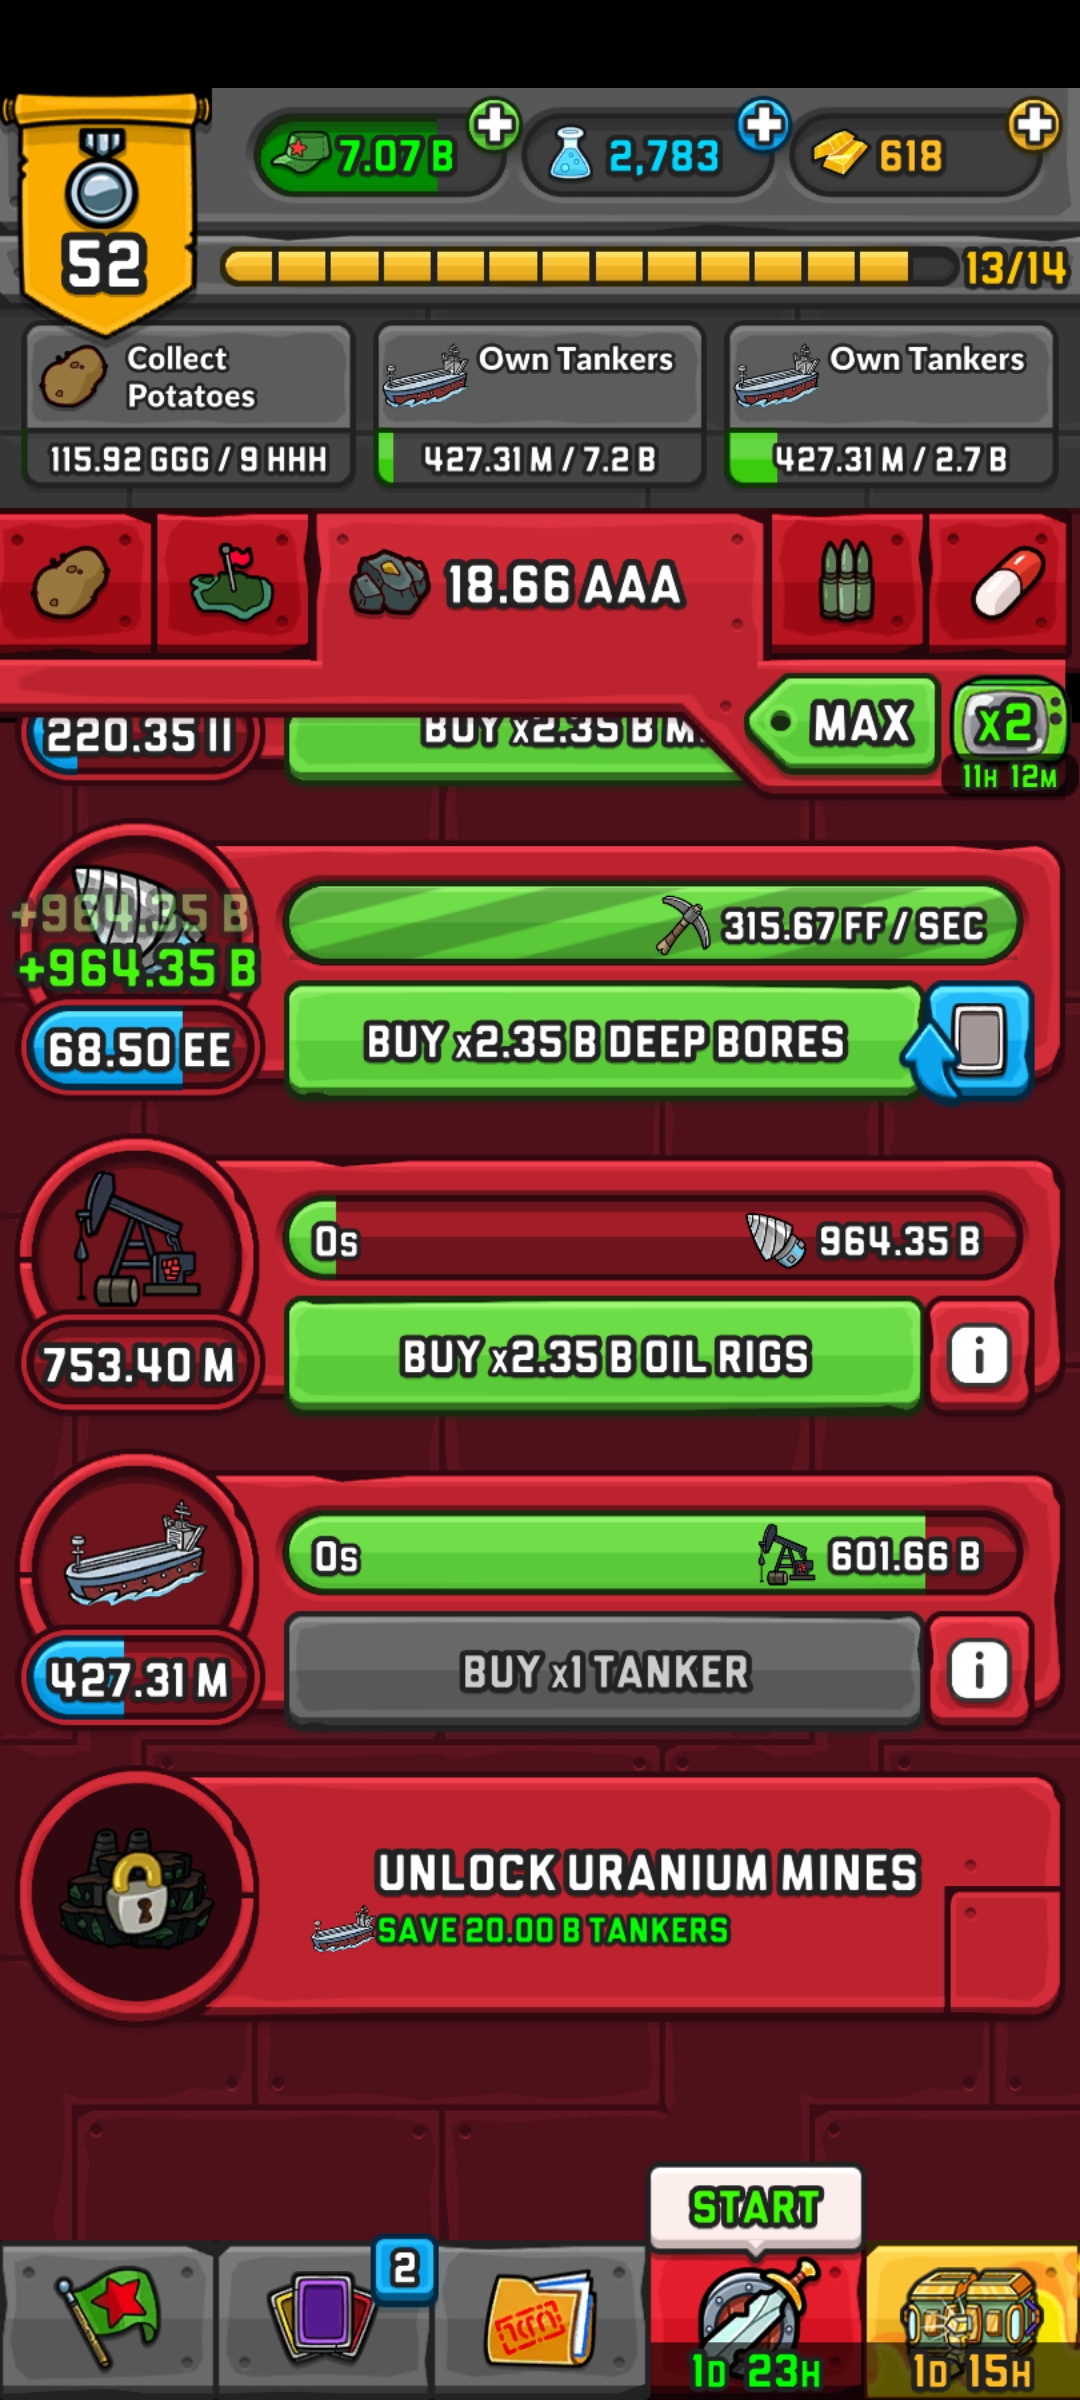 7.07 B
2,783
618
52
13/14
Collect
Potatoes
115.92 GGG / 9 HHH
Own Tankers
427.31 M / 7.2 B
Own Tankers
427.31 M / 2.7 B
18.66 AAA
MAX
x2
11H 12M
220.35 II
BUY x2.35 B
+964.35 B
+964.35 B
315.67 FF / SEC
68.50 EE
BUY x2.35 B DEEP BORES
0s
964.35 B
753.40 M
BUY x2.35 B OIL RIGS
i
0s
601.66 B
427.31 M
BUY x1 TANKER
i
UNLOCK URANIUM MINES
SAVE 20.00 B TANKERS
START
2
1D 23H
1D 15H